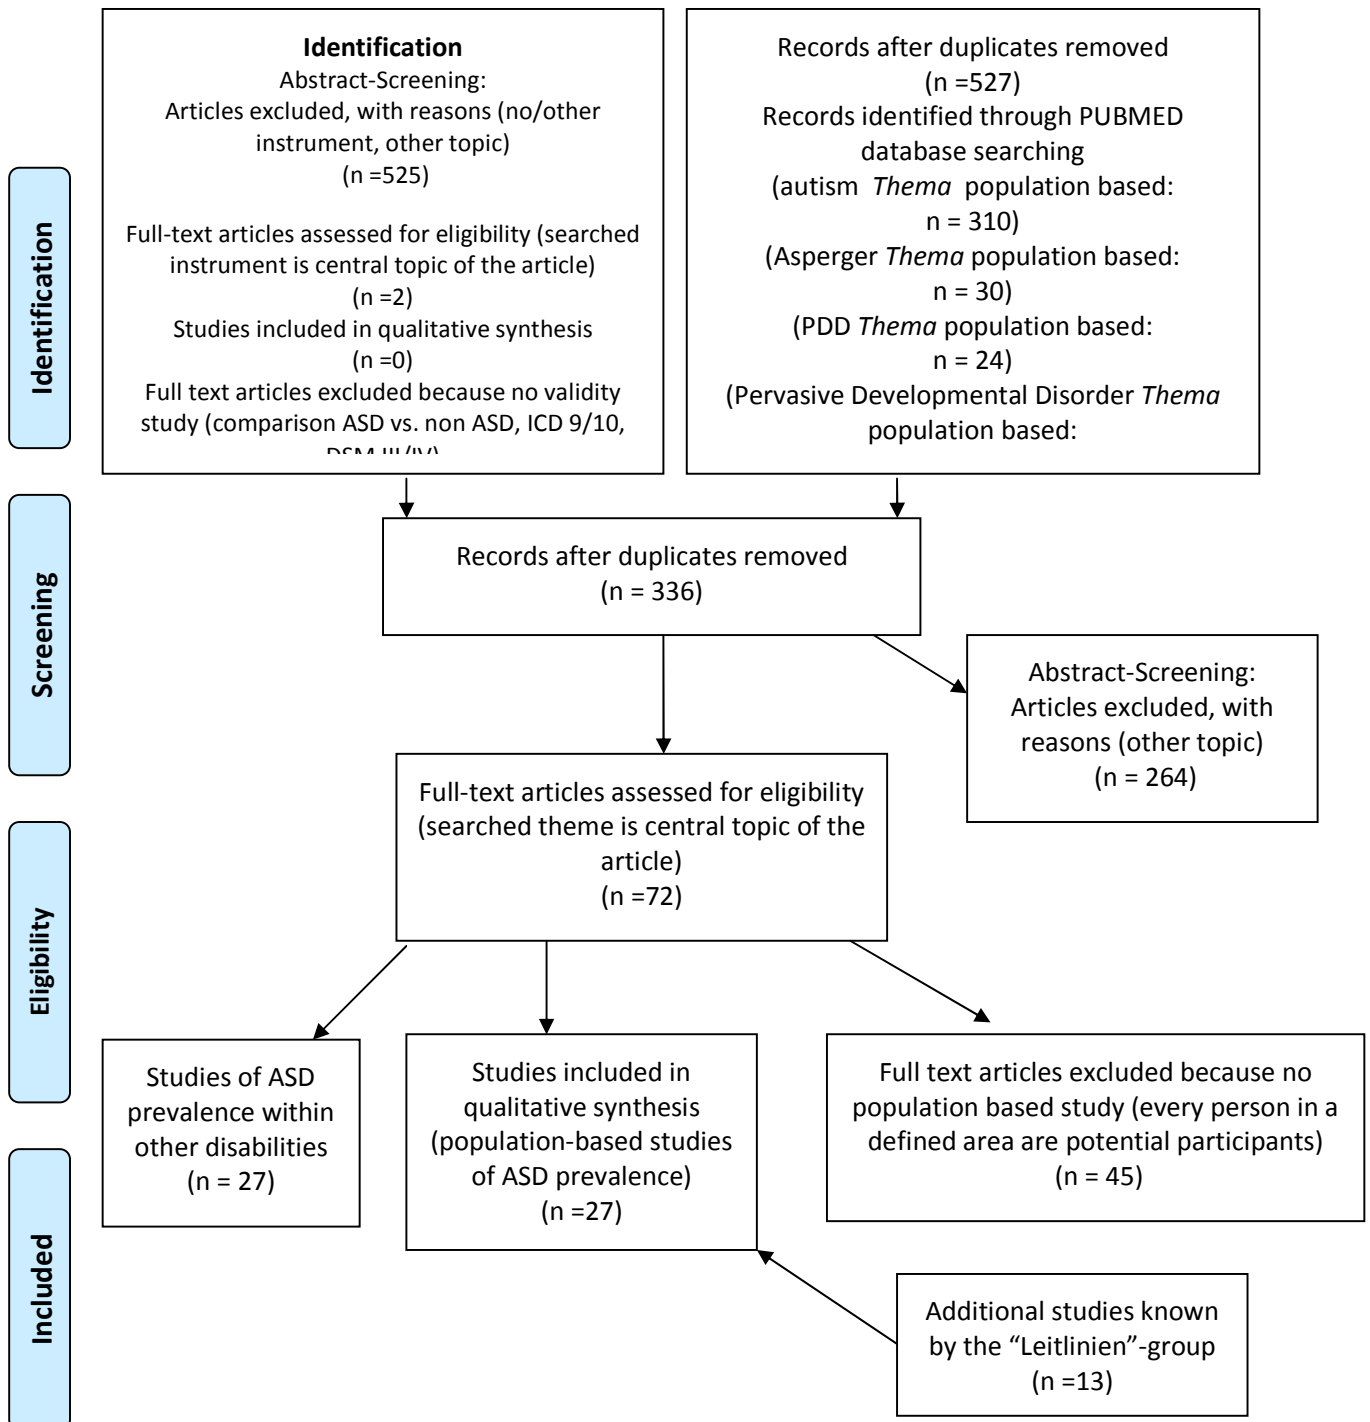 Identification
Abstract-Screening:
Articles excluded, with reasons (no/other
instrument, other topic)
(n =525)
Full-text articles assessed for eligibility (searched
instrument is central topic of the article)
(n =2)
Studies included in qualitative synthesis
(n =0)
Full text articles excluded because no validity
study (comparison ASD vs. non ASD, ICD 9/10,
DSM III/IV)
Records after duplicates removed
(n =527)
Records identified through PUBMED
database searching
(autism Thema population based:
n = 310)
(Asperger Thema population based:
n = 30)
(PDD Thema population based:
n = 24)
(Pervasive Developmental Disorder Thema
population based:
Identification
Records after duplicates removed
(n = 336)
Screening
Abstract-Screening:
Articles excluded, with
reasons (other topic)
(n = 264)
Full-text articles assessed for eligibility
(searched theme is central topic of the
article)
(n =72)
Eligibility
Studies of ASD
prevalence within
other disabilities
(n = 27)
Studies included in
qualitative synthesis
(population-based studies
of ASD prevalence)
(n =27)
Full text articles excluded because no
population based study (every person in a
defined area are potential participants)
(n = 45)
Included
Additional studies known
by the “Leitlinien”-group
(n =13)